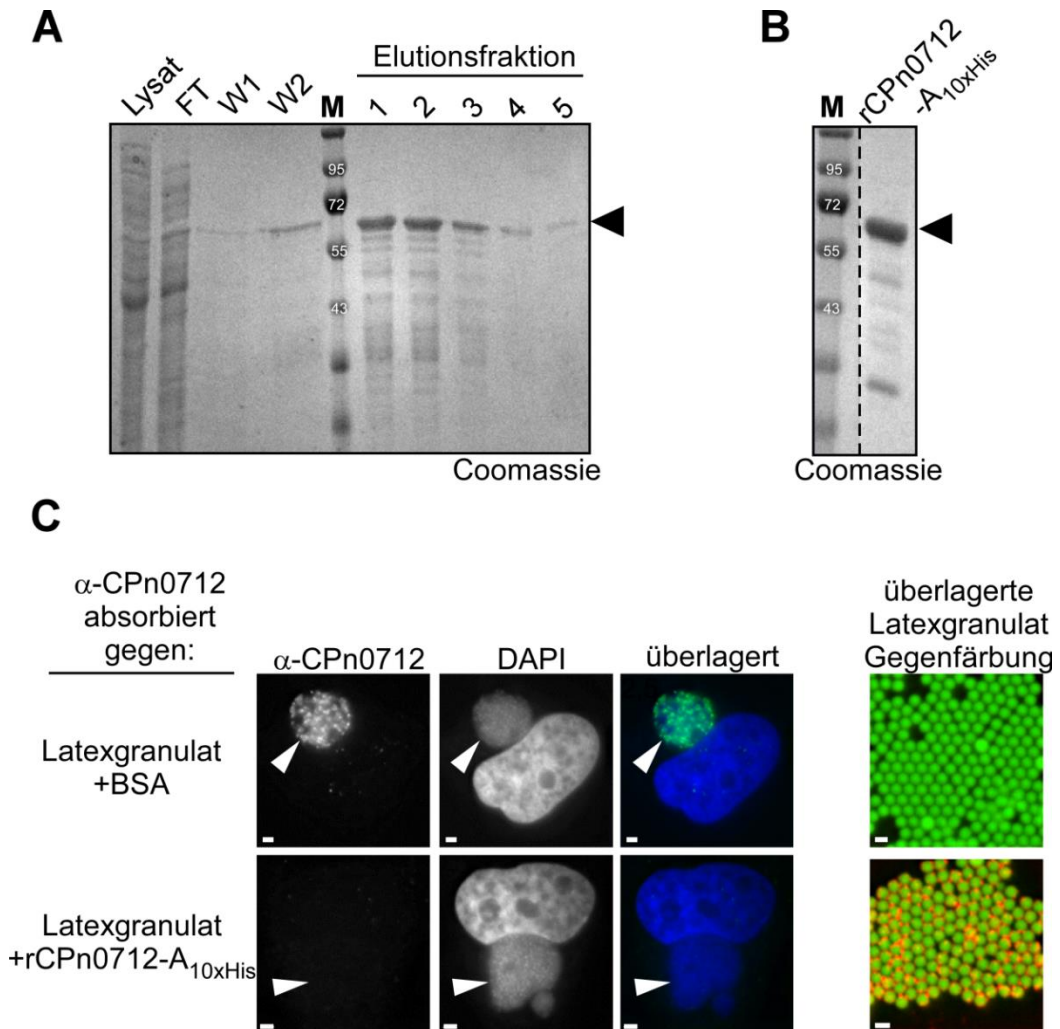 A
Lysat
FT
W1
W2
M
Elutionsfraktion
1
2
3
4
5
95
72
55
43
Coomassie
B
M
rCPn0712
-A10xHis
95
72
55
43
Coomassie
C
α-CPn0712
absorbiert
gegen:
α-CPn0712
DAPI
überlagert
überlagerte
Latexgranulat
Gegenfärbung
Latexgranulat
+BSA
Latexgranulat
+rCPn0712-A10xHis